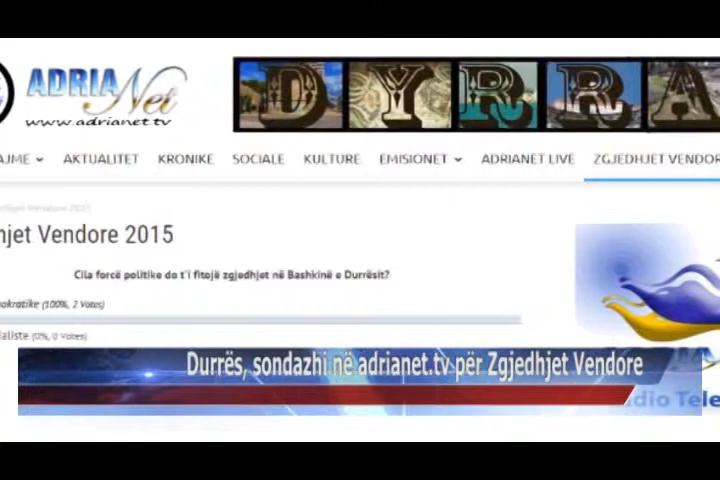 ADRIA Net
www.adrianet.tv
DYRRA
AJME AKTUALITET KRONIKE SOCIALE KULTURE EMISIONET ADRIANET LIVE ZGJEDHJET VENDOR
hjet Vendore 2015
Cila forcë politike do t'i fitojë zgjedhjet në Bashkinë e Durrësit?
okratike (100%, 2 Votes)
ialiste (0%, 0 Votes)
Durrës, sondazhi në adrianet.tv për Zgjedhjet Vendore
dio Tele